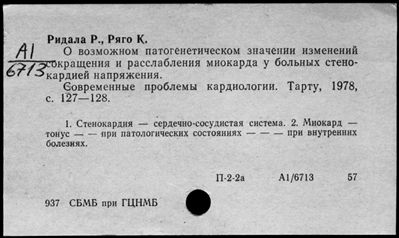 Ридала Р., Ряго К.
А1
6713
О возможном патогенетическом значении изменений
сокращения и расслабления миокарда у больных стено-
кардией напряжения.
Современные проблемы кардиологии. Тарту, 1978,
с. 127—128.
1. Стенокардия — сердечно-сосудистая система. 2. Миокард —
тонус — — при патологических состояниях — — — при внутренних
болезнях.
П-2-2а А1/6713 57
937 СБМБ при ГЦНМБ